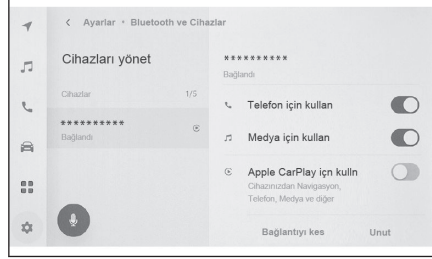 Ayarlar • Bluetooth ve Cihazlar
Cihazları yönet
Cihazlar 1/5
**********
Bağlandı
**********
Bağlandı
Telefon için kullan
Medya için kullan
Apple CarPlay içn kulln
Cihazınızdan Navigasyon,
Telefon, Medya ve diğer
Bağlantıyı kes Unut